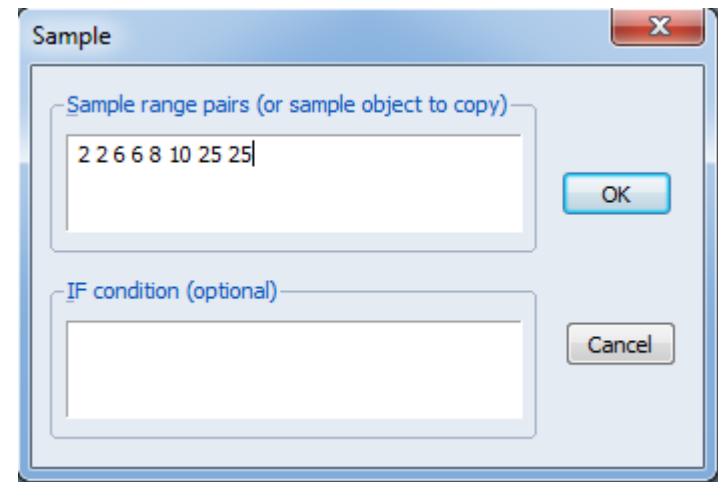 Sample
Sample range pairs (or sample object to copy)
2 2 6 6 8 10 25 25
OK
IF condition (optional)
Cancel